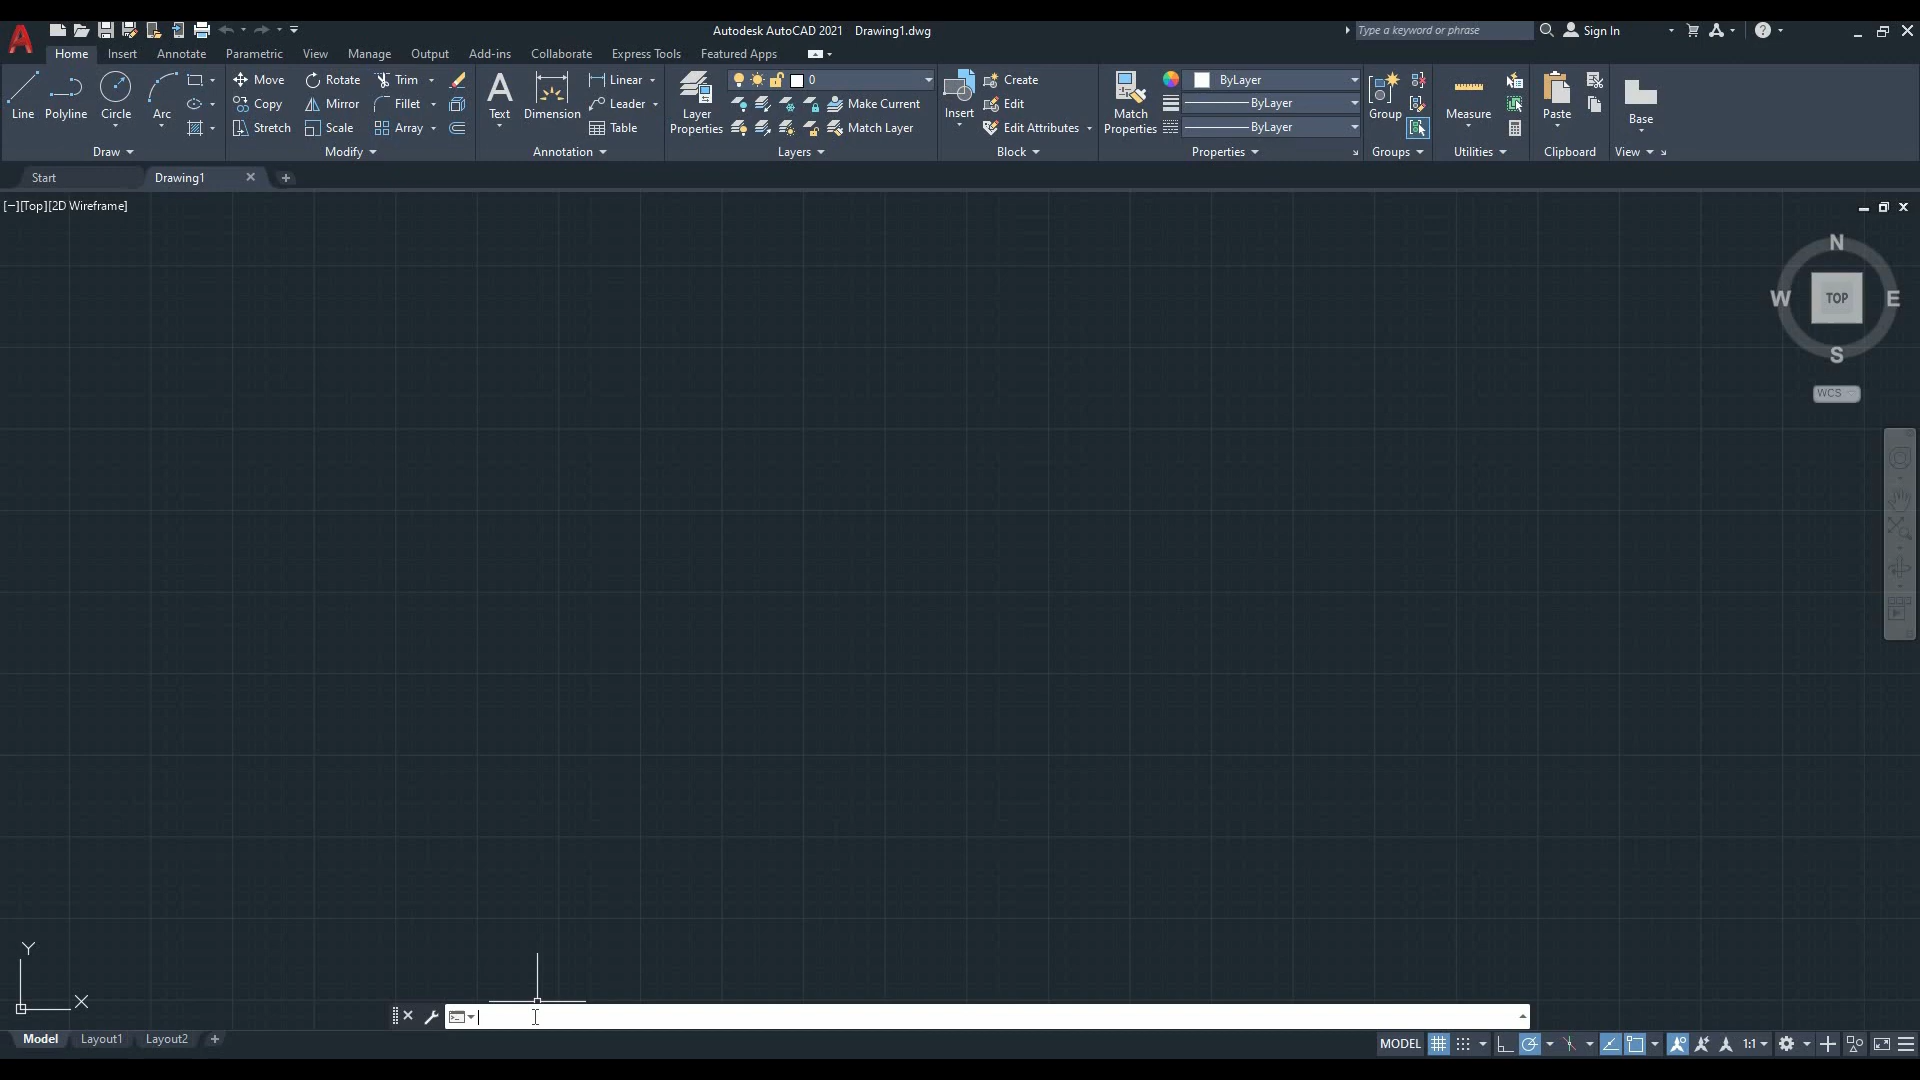 Autodesk AutoCAD 2021 Drawing1.dwg
Type a keyword or phrase
Sign In
Home Insert Annotate Parametric View Manage Output Add-ins Collaborate Express Tools Featured Apps
Line Polyline Circle Arc
Move Rotate Trim
Copy Mirror Fillet
Stretch Scale Array
Text Dimension
Linear
Leader
Table
Layer Properties
0
Make Current
Match Layer
Insert
Create
Edit
Edit Attributes
Match Properties
ByLayer
ByLayer
ByLayer
Group
Measure
Paste
Base
Draw Modify Annotation Layers Block Properties Groups Utilities Clipboard View
Start Drawing1
[−][Top][2D Wireframe]
N
W TOP E
S
WCS
Y
X
Model Layout1 Layout2
MODEL 1:1